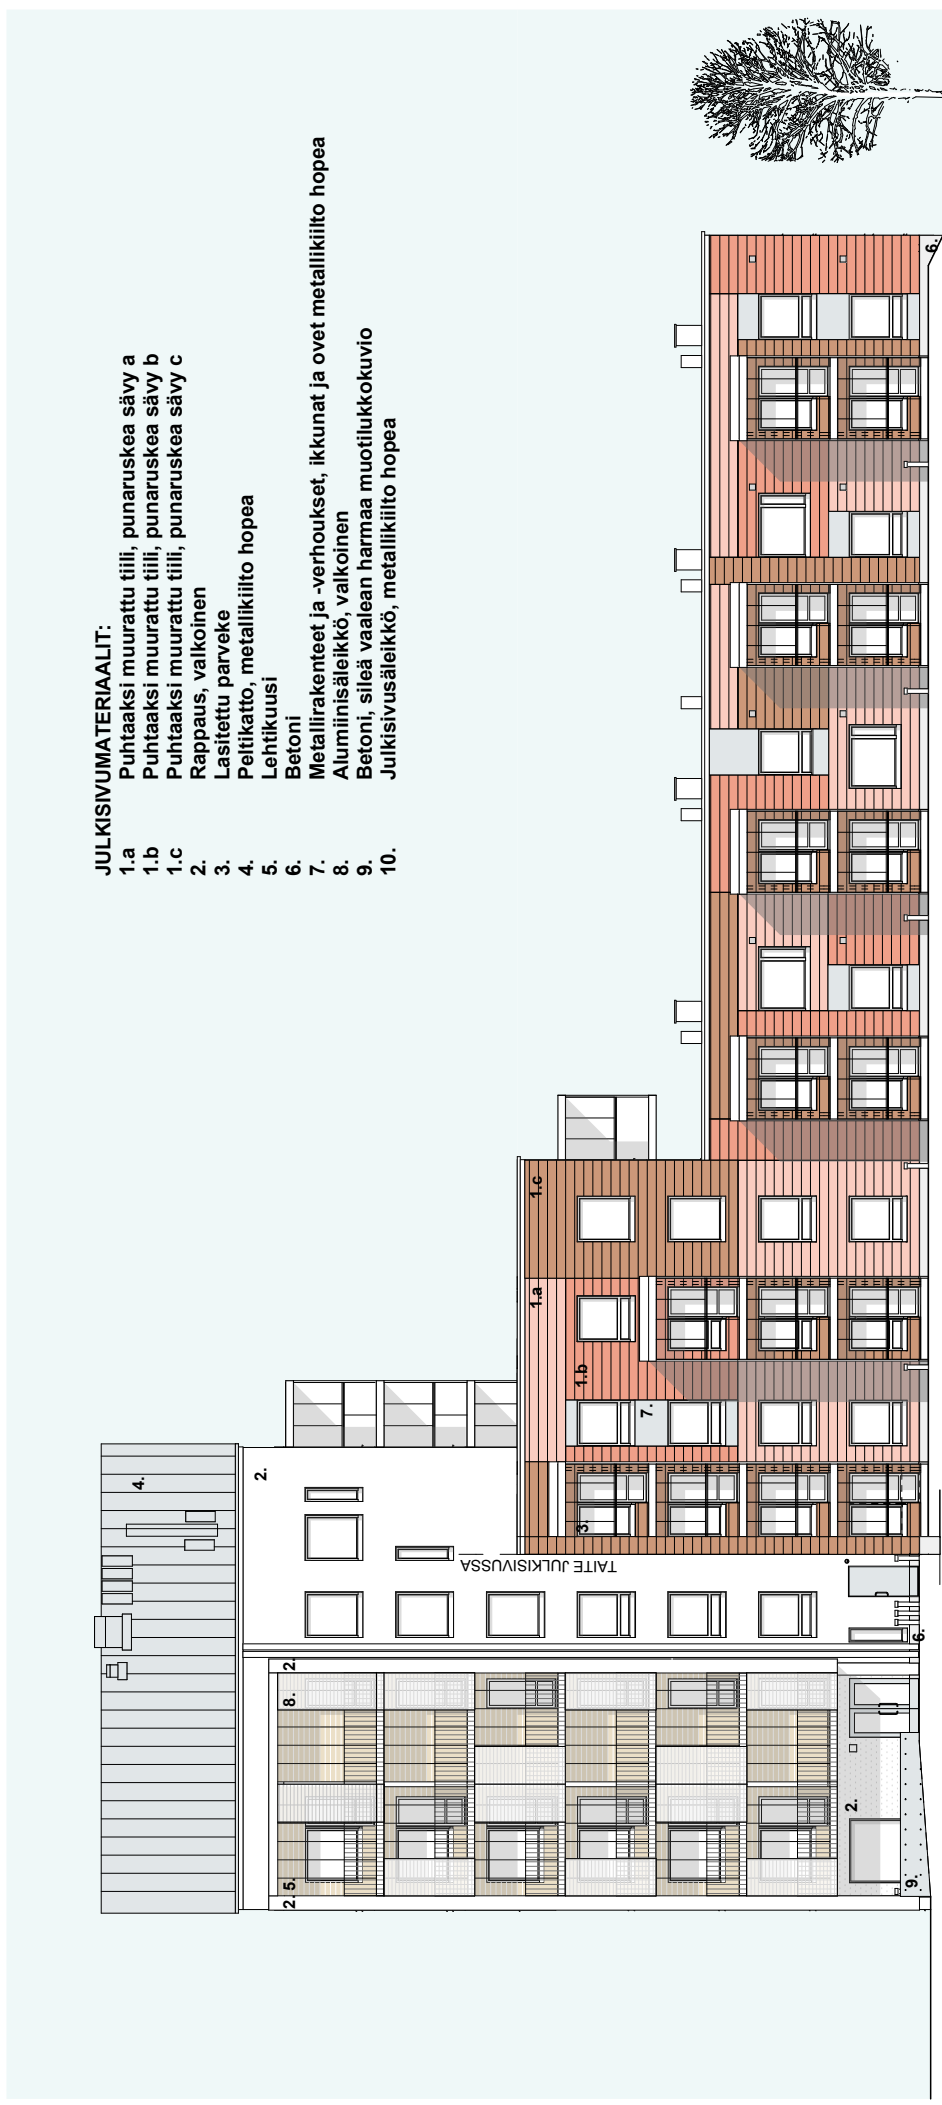 JULKISIVUMATERIAALIT:
1.a Puhtaaksi muurattu tiili, punaruskea sävy a
1.b Puhtaaksi muurattu tiili, punaruskea sävy b
1.c Puhtaaksi muurattu tiili, punaruskea sävy c
2. Rappaus, valkoinen
3. Lasitettu parveke
4. Peltikatto, metallikiilto hopea
5. Lehtikuusi
6. Betoni
7. Metallirakenteet ja -verhoukset, ikkunat ja ovet metallikiilto hopea
8. Alumiinisäleikkö, valkoinen
9. Betoni, sileä vaalean harmaa muotilukkokuvio
10. Julkisivusäleikkö, metallikiilto hopea
4.
2.
2. 5.
8.
2.
TAITE JULKISIVUSSA
1.a
1.c
1.b
3.
7.
2.
9.
6.
6.